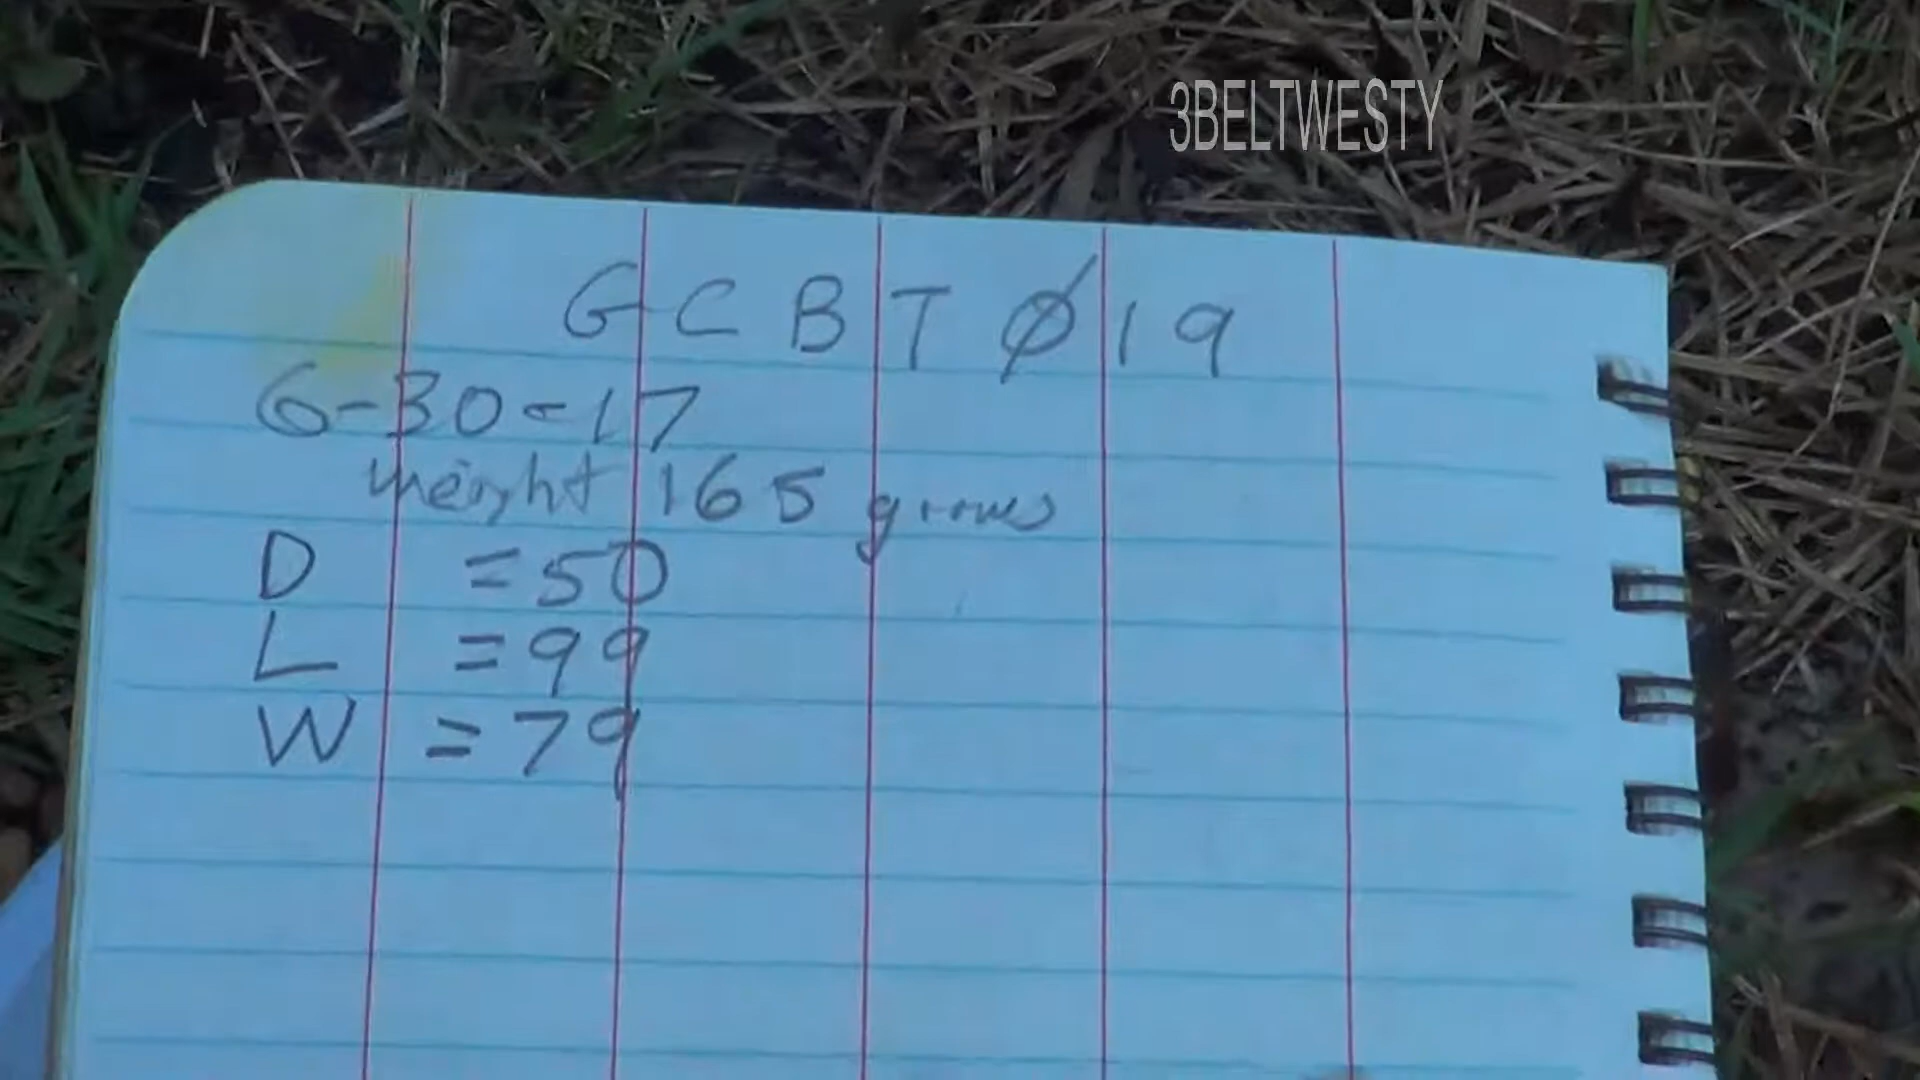 3BELTWESTY
GCBTØ19
6-30-17
weight 165 grams
D = 50
L = 99
W = 79